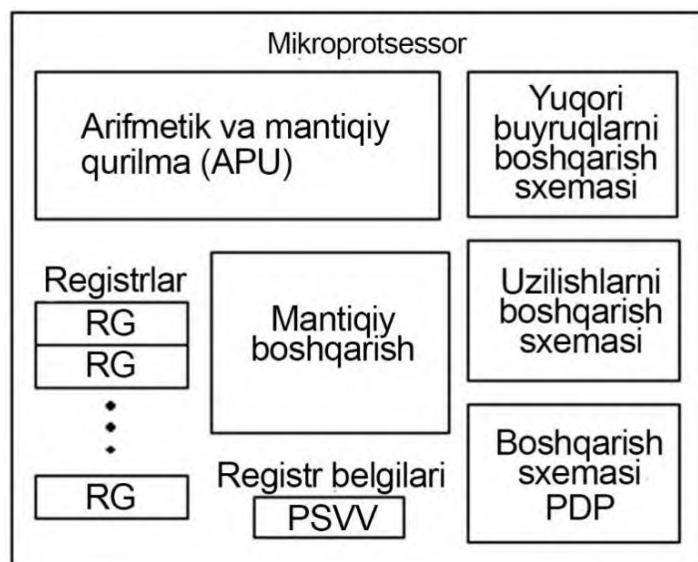 Mikroprotsessor
Arifmetik va mantiqiy
qurilma (APU)
Yuqori
buyruqlarni
boshqarish
sxemasi
Registrlar
RG
RG
RG
Mantiqiy
boshqarish
Uzilishlarni
boshqarish
sxemasi
Registr belgilari
PSVV
Boshqarish
sxemasi
PDP